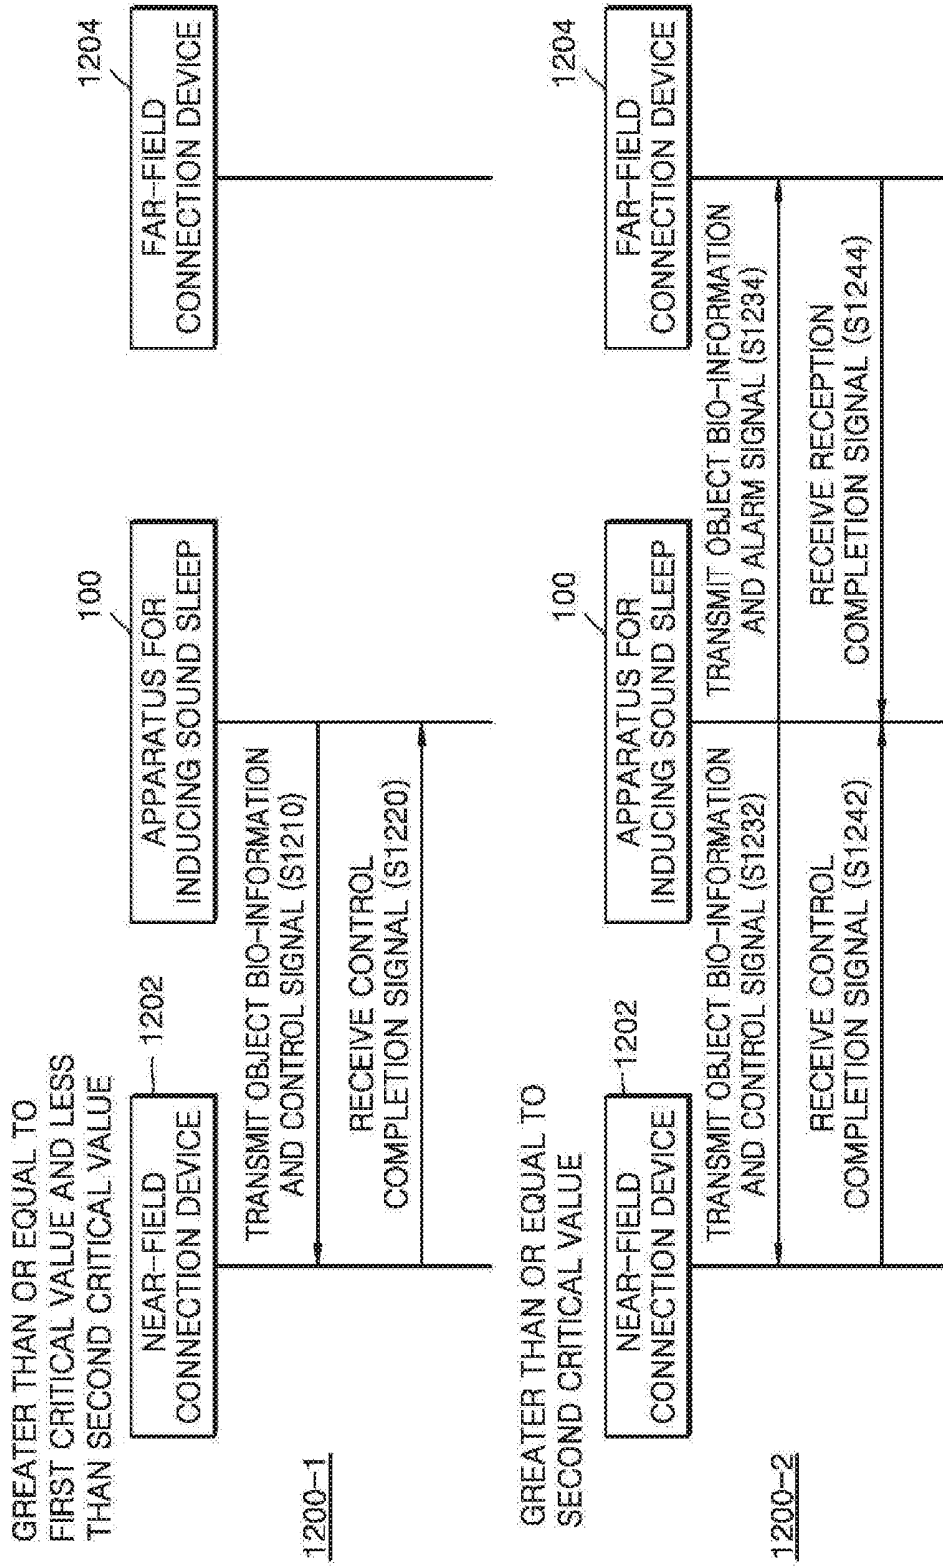 GREATER THAN OR EQUAL TO
FIRST CRITICAL VALUE AND LESS
THAN SECOND CRITICAL VALUE
1200-1
NEAR-FIELD
CONNECTION DEVICE
1202
APPARATUS FOR
INDUCING SOUND SLEEP
100
FAR-FIELD
CONNECTION DEVICE
1204
TRANSMIT OBJECT BIO-INFORMATION
AND CONTROL SIGNAL (S1210)
RECEIVE CONTROL
COMPLETION SIGNAL (S1220)
GREATER THAN OR EQUAL TO
SECOND CRITICAL VALUE
1200-2
NEAR-FIELD
CONNECTION DEVICE
1202
APPARATUS FOR
INDUCING SOUND SLEEP
100
FAR-FIELD
CONNECTION DEVICE
1204
TRANSMIT OBJECT BIO-INFORMATION
AND CONTROL SIGNAL (S1232)
TRANSMIT OBJECT BIO-INFORMATION
AND ALARM SIGNAL (S1234)
RECEIVE CONTROL
COMPLETION SIGNAL (S1242)
RECEIVE RECEPTION
COMPLETION SIGNAL (S1244)